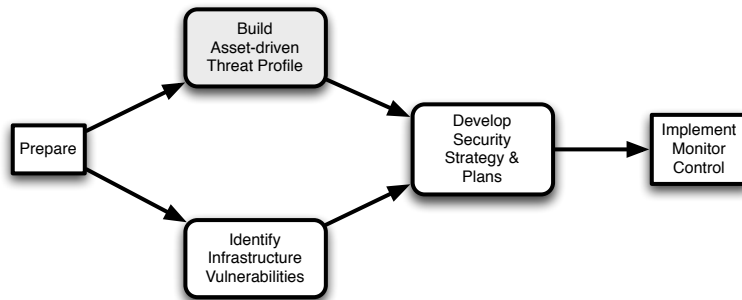 Build
Asset-driven
Threat Profile
Prepare
Develop
Security
Strategy &
Plans
Implement
Monitor
Control
Identify
Infrastructure
Vulnerabilities